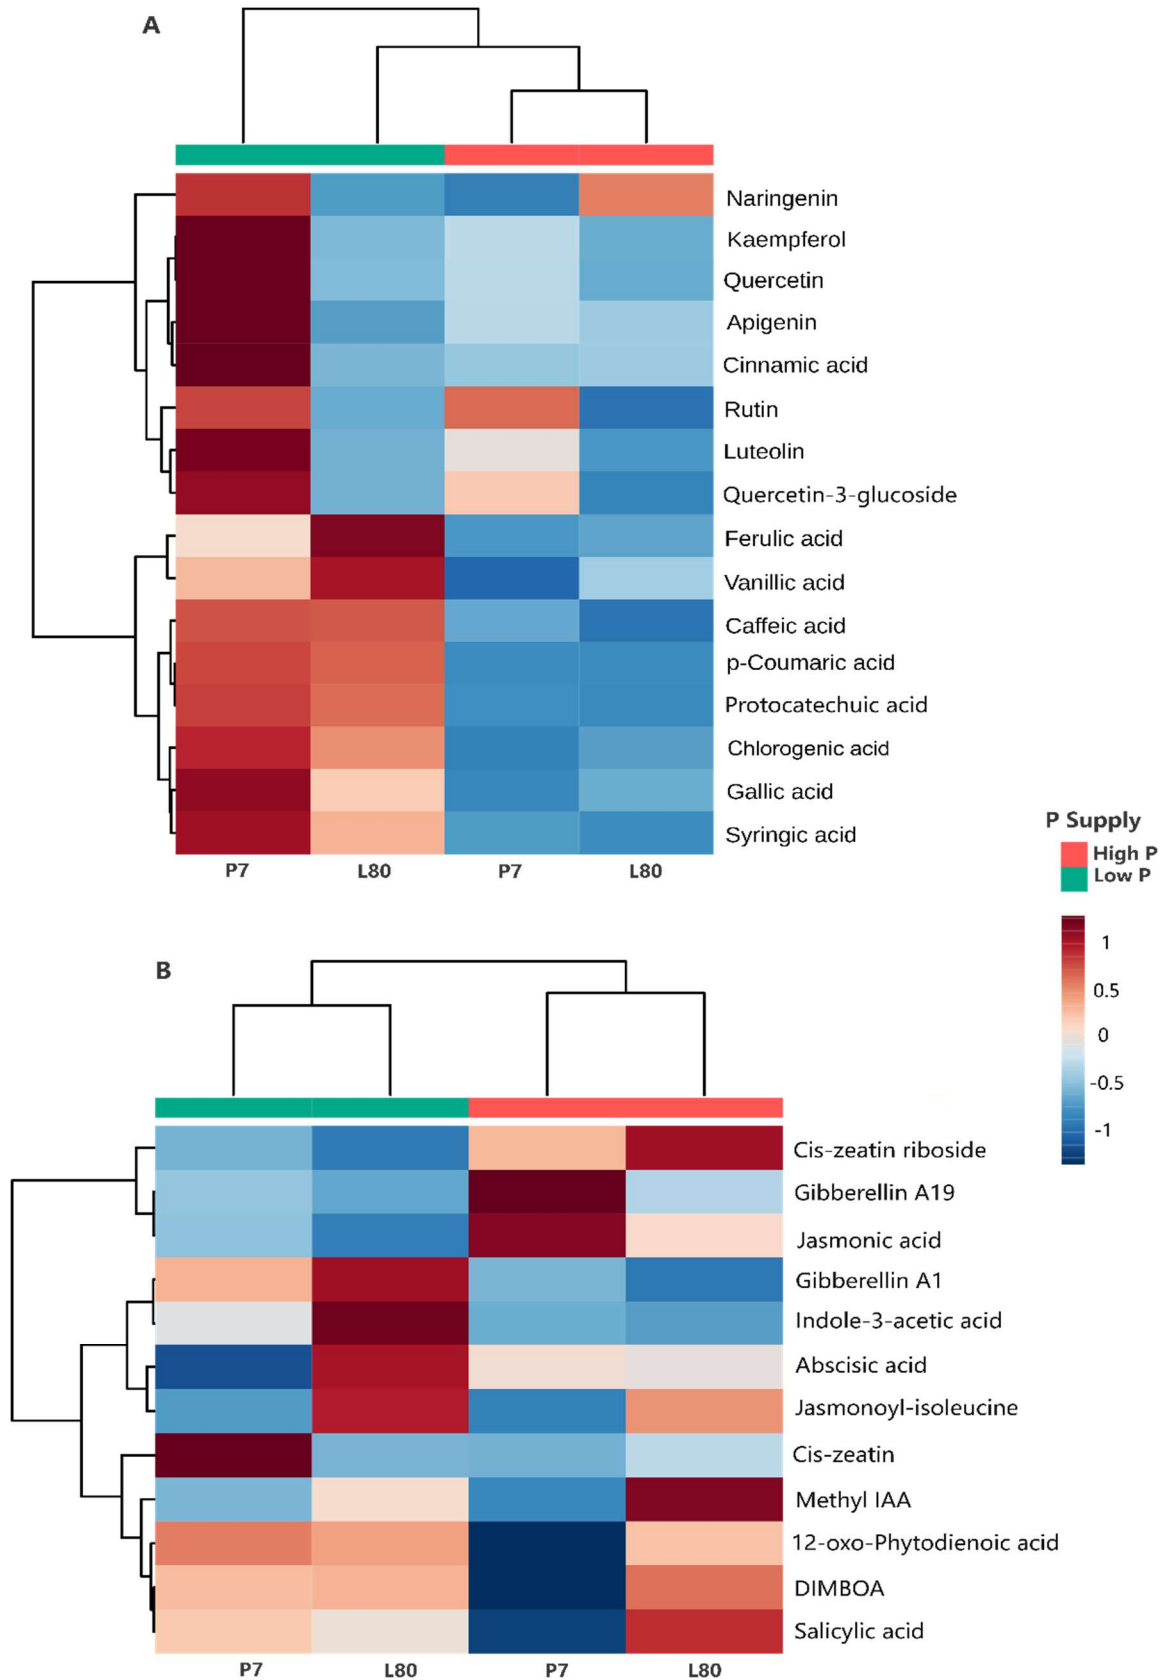 A
Naringenin
Kaempferol
Quercetin
Apigenin
Cinnamic acid
Rutin
Luteolin
Quercetin-3-glucoside
Ferulic acid
Vanillic acid
Caffeic acid
p-Coumaric acid
Protocatechuic acid
Chlorogenic acid
Gallic acid
Syringic acid
P7 L80 P7 L80
P Supply
High P
Low P
1
0.5
0
-0.5
-1
B
Cis-zeatin riboside
Gibberellin A19
Jasmonic acid
Gibberellin A1
Indole-3-acetic acid
Abscisic acid
Jasmonoyl-isoleucine
Cis-zeatin
Methyl IAA
12-oxo-Phytodienoic acid
DIMBOA
Salicylic acid
P7 L80 P7 L80